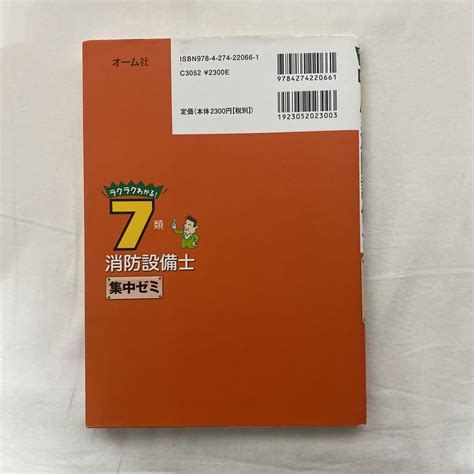 オーム社
ISBN978-4-274-22066-1
C3052 ¥2300E
定価(本体2300円【税別】)
9784274220661
1923052023003
ラクラクわかる!
7類
消防設備士
集中ゼミ